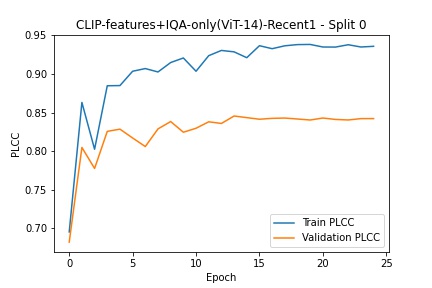 CLIP-features+IQA-only(ViT-14)-Recent1 - Split 0
0.95
0.90
0.85
0.80
0.75
0.70
PLCC
Train PLCC
Validation PLCC
0 5 10 15 20 25
Epoch